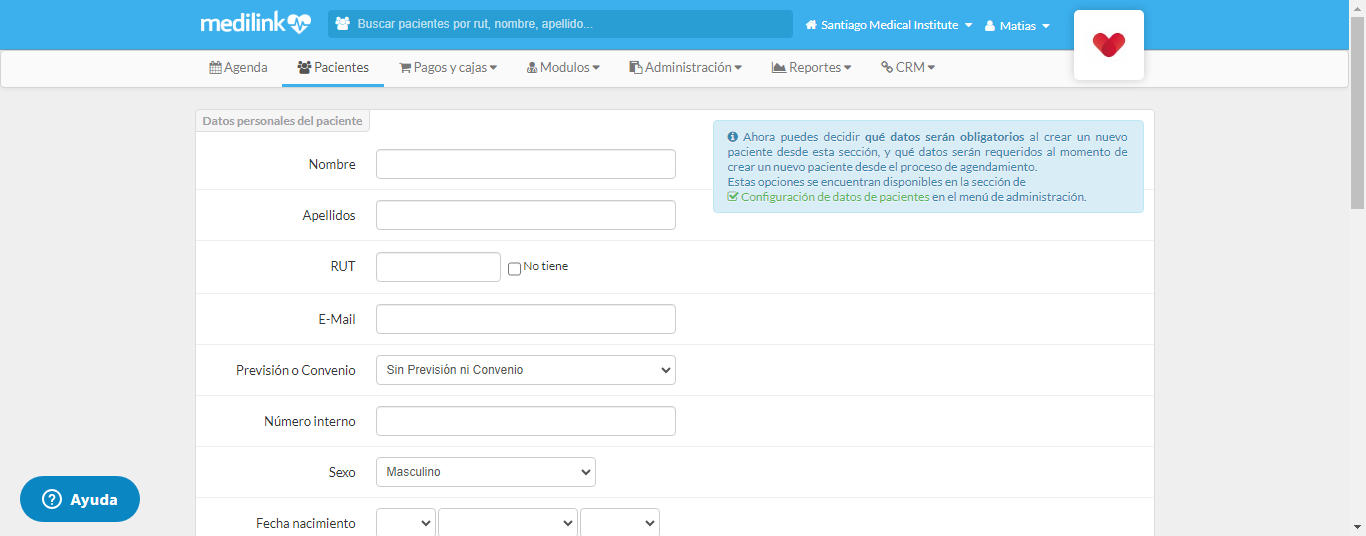 medilink
Buscar pacientes por rut, nombre, apellido...
Santiago Medical Institute
Matias
Agenda
Pacientes
Pagos y cajas
Modulos
Administración
Reportes
CRM
Datos personales del paciente
Ahora puedes decidir qué datos serán obligatorios al crear un nuevo
paciente desde esta sección, y qué datos serán requeridos al momento de
crear un nuevo paciente desde el proceso de agendamiento.
Estas opciones se encuentran disponibles en la sección de
Configuración de datos de pacientes en el menú de administración.
Nombre
Apellidos
RUT
No tiene
E-Mail
Previsión o Convenio
Sin Previsión ni Convenio
Número interno
Sexo
Masculino
Fecha nacimiento
Ayuda